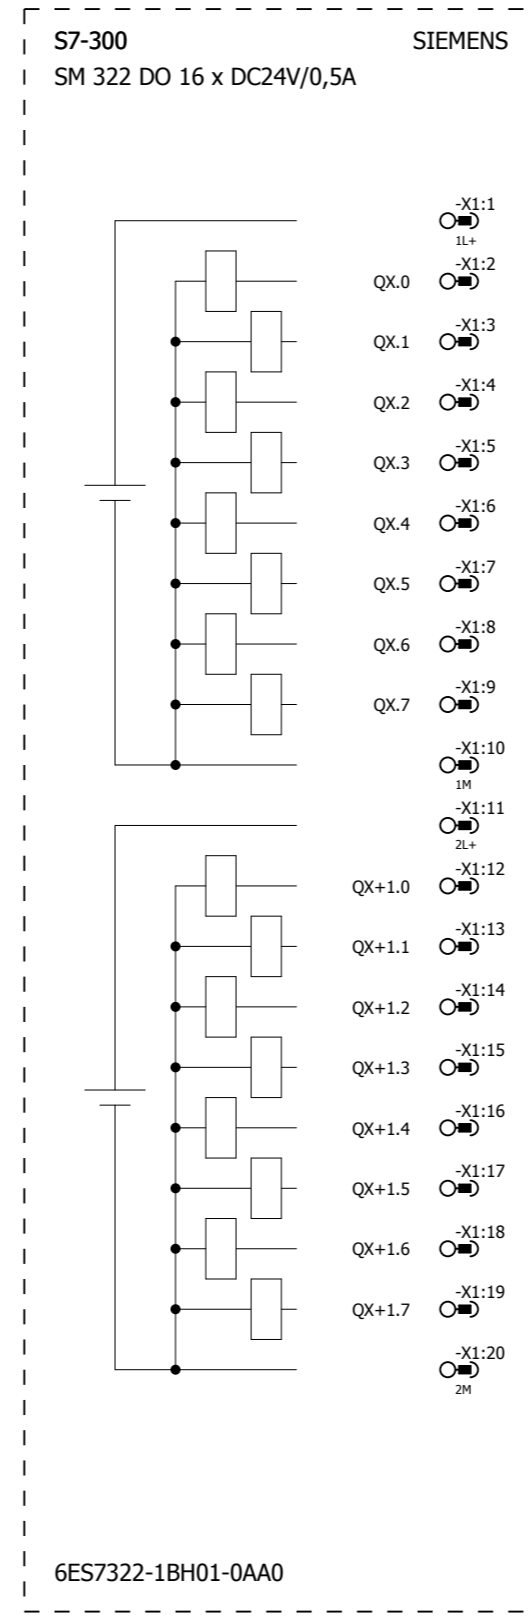 S7-300 SIEMENS
SM 322 DO 16 x DC24V/0,5A
-X1:1
1L+
-X1:2
QX.0
-X1:3
QX.1
-X1:4
QX.2
-X1:5
QX.3
-X1:6
QX.4
-X1:7
QX.5
-X1:8
QX.6
-X1:9
QX.7
-X1:10
1M
-X1:11
2L+
-X1:12
QX+1.0
-X1:13
QX+1.1
-X1:14
QX+1.2
-X1:15
QX+1.3
-X1:16
QX+1.4
-X1:17
QX+1.5
-X1:18
QX+1.6
-X1:19
QX+1.7
-X1:20
2M
6ES7322-1BH01-0AA0